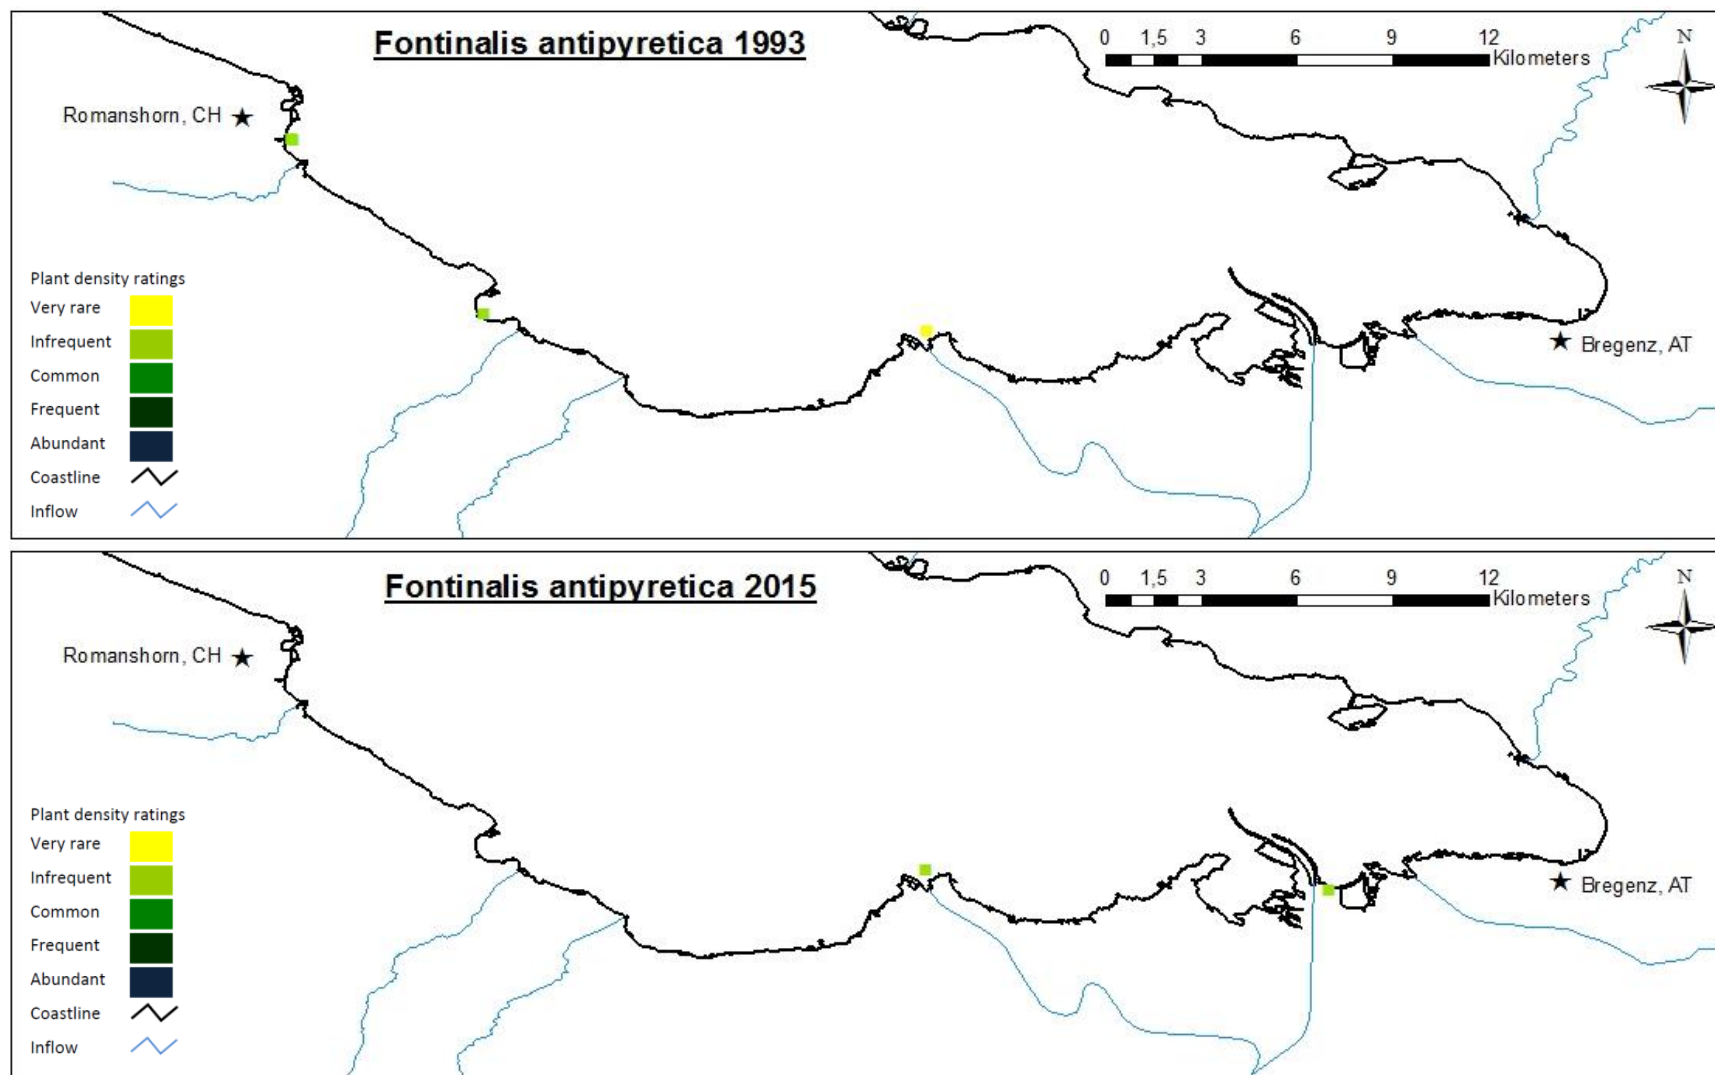 Fontinalis antipyretica 1993
0 1,5 3 6 9 12
Kilometers
N
Romanshorn, CH
Plant density ratings
Very rare
Infrequent
Common
Frequent
Abundant
Coastline
Inflow
Bregenz, AT
Fontinalis antipyretica 2015
0 1,5 3 6 9 12
Kilometers
N
Romanshorn, CH
Plant density ratings
Very rare
Infrequent
Common
Frequent
Abundant
Coastline
Inflow
Bregenz, AT